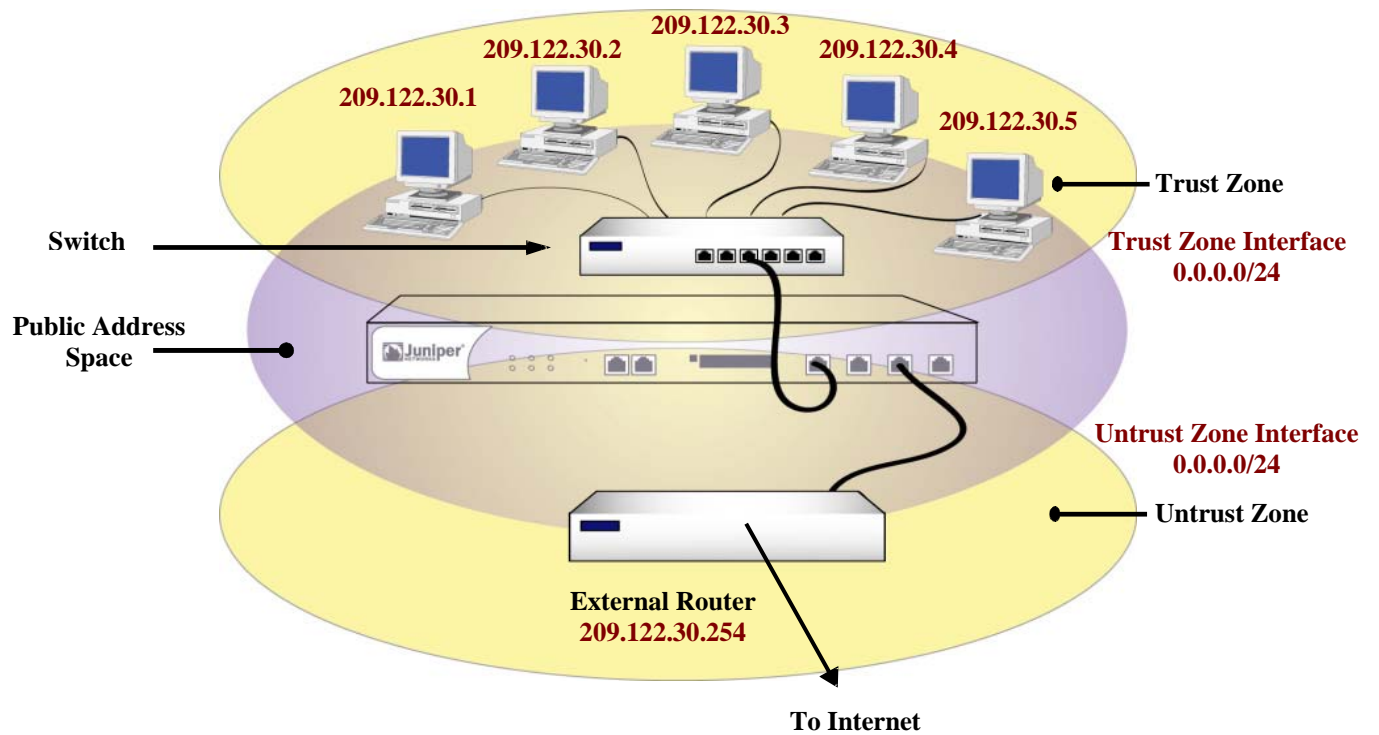 209.122.30.3
209.122.30.2
209.122.30.4
209.122.30.1
209.122.30.5
Trust Zone
Switch
Trust Zone Interface
0.0.0.0/24
Public Address
Space
Juniper
NETWORKS
Untrust Zone Interface
0.0.0.0/24
Untrust Zone
External Router
209.122.30.254
To Internet